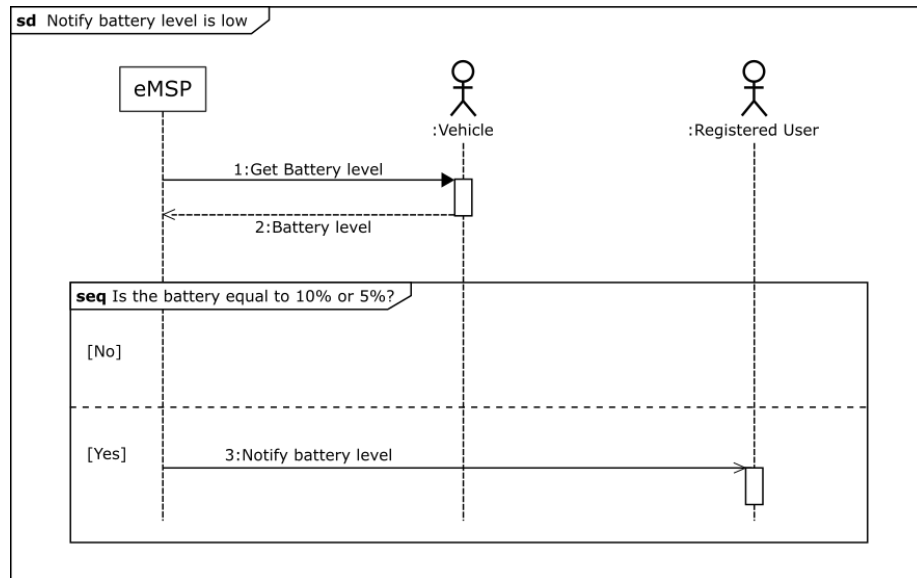 sd Notify battery level is low
eMSP
:Vehicle
:Registered User
1:Get Battery level
2:Battery level
seq Is the battery equal to 10% or 5%?
[No]
[Yes]
3:Notify battery level